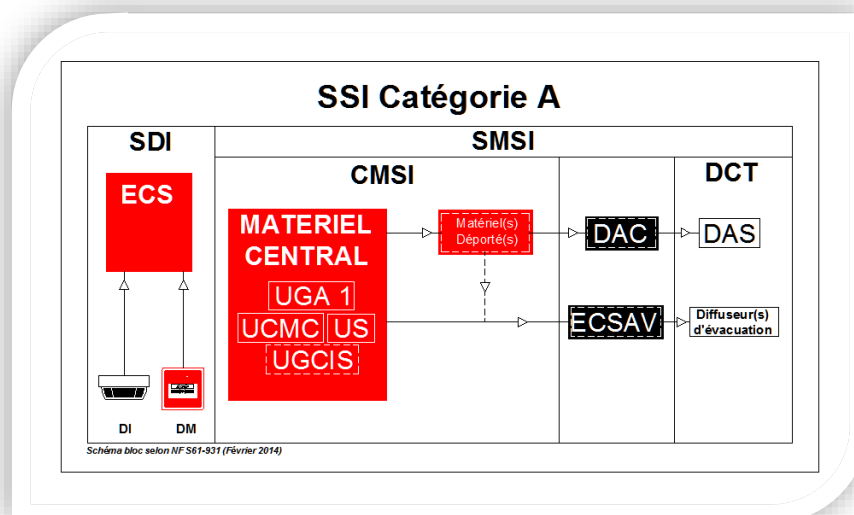 SSI Catégorie A
SDI
SMSI
ECS
CMSI
DCT
MATERIEL
CENTRAL
UGA 1
UCMC US
UGCIS
Matériel(s)
Déporté(s)
DAC
DAS
ECSAV
Diffuseur(s)
d'évacuation
DI
DM
Schéma bloc selon NF S61-931 (Février 2014)